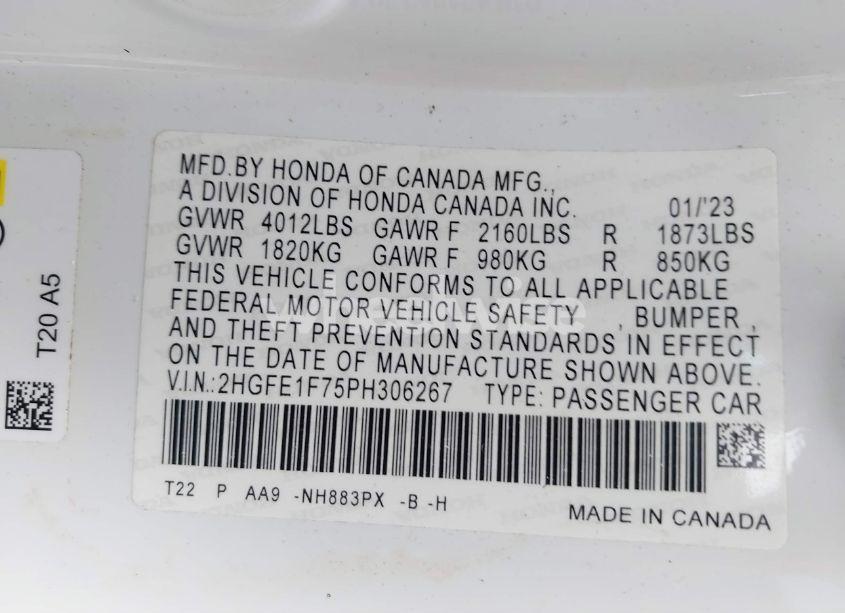 MFD.BY HONDA OF CANADA MFG.,
A DIVISION OF HONDA CANADA INC. 01/'23
GVWR 4012LBS GAWR F 2160LBS R 1873LBS
GVWR 1820KG GAWR F 980KG R 850KG
THIS VEHICLE CONFORMS TO ALL APPLICABLE
FEDERAL MOTOR VEHICLE SAFETY , BUMPER ,
AND THEFT PREVENTION STANDARDS IN EFFECT
ON THE DATE OF MANUFACTURE SHOWN ABOVE.
V.I.N.:2HGFE1F75PH306267 TYPE: PASSENGER CAR
T22 P AA9 -NH883PX -B -H
MADE IN CANADA
T20 A5